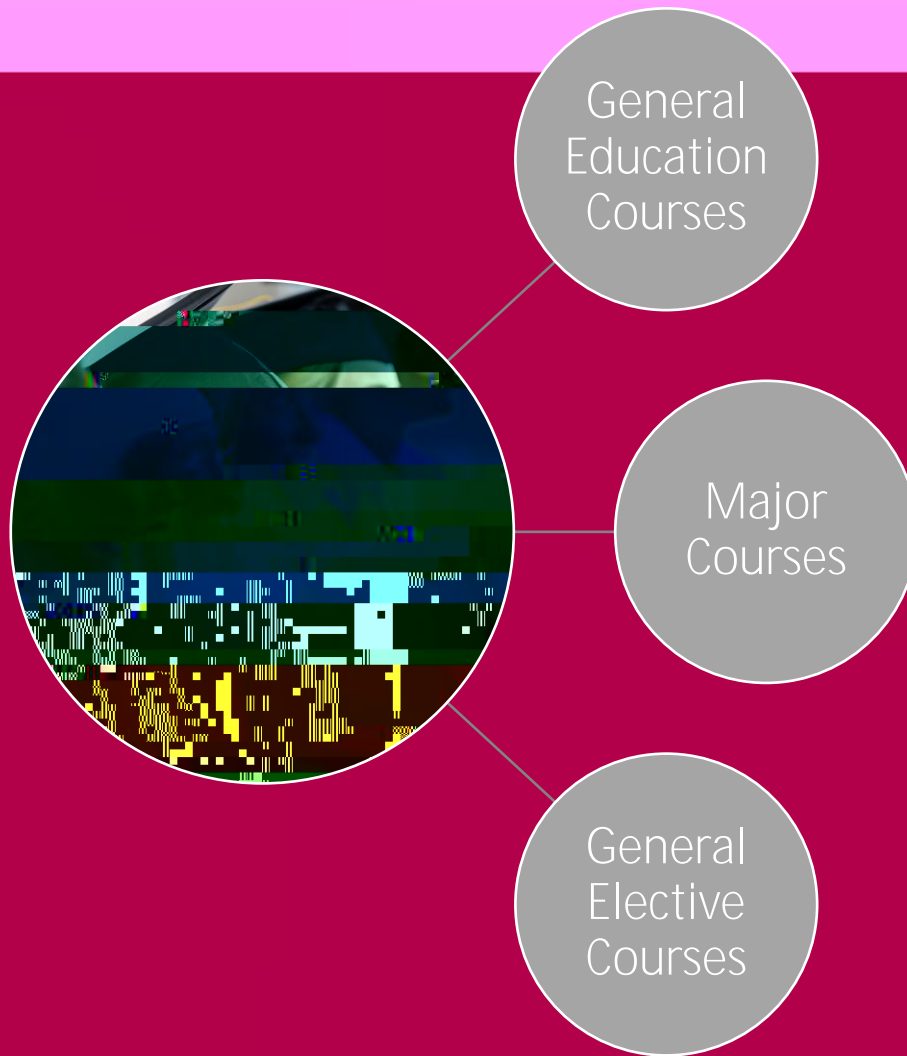 General
Education
Courses
Major
Courses
General
Elective
Courses